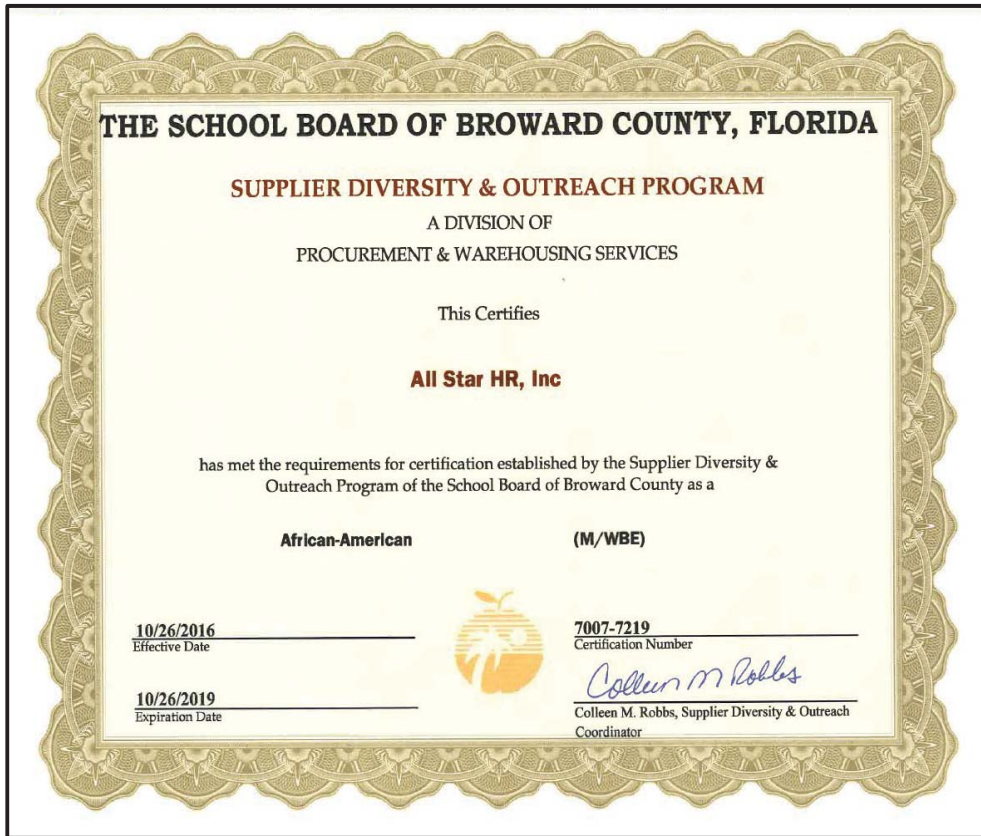 THE SCHOOL BOARD OF BROWARD COUNTY, FLORIDA
SUPPLIER DIVERSITY & OUTREACH PROGRAM
A DIVISION OF
PROCUREMENT & WAREHOUSING SERVICES
This Certifies
All Star HR, Inc
has met the requirements for certification established by the Supplier Diversity &
Outreach Program of the School Board of Broward County as a
African-American (M/WBE)
10/26/2016
Effective Date
7007-7219
Certification Number
Colleen M Robbs
10/26/2019
Expiration Date
Colleen M. Robbs, Supplier Diversity & Outreach
Coordinator